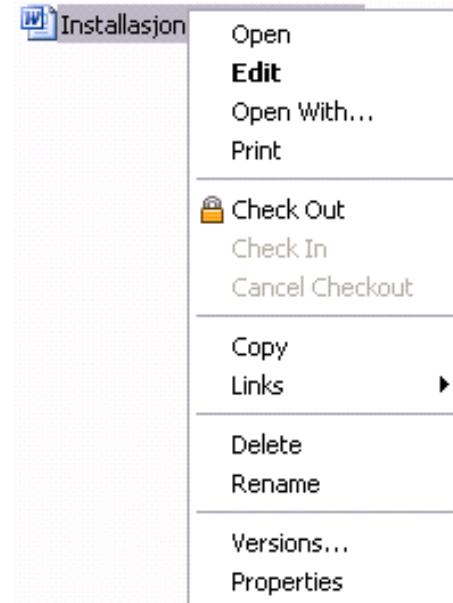 Installasjon
Open
Edit
Open With...
Print
Check Out
Check In
Cancel Checkout
Copy
Links
Delete
Rename
Versions...
Properties